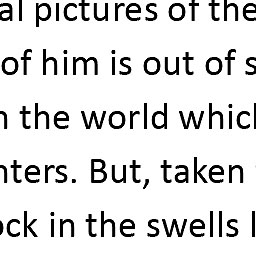 al pictures of the
of him is out of s
n the world which
nters. But, taken
ock in the swells